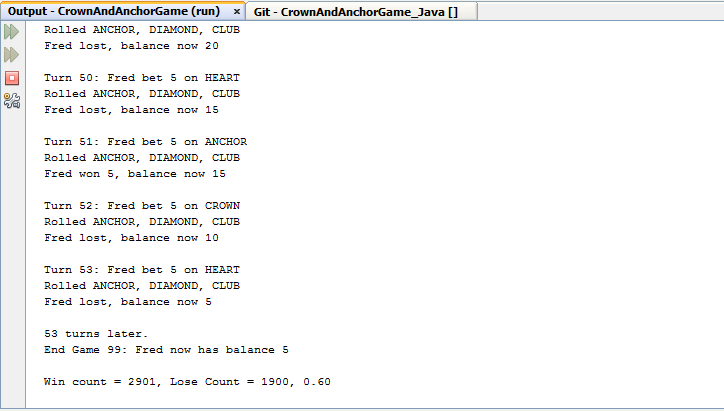 Output - CrownAndAnchorGame (run) × Git - CrownAndAnchorGame_Java []
Rolled ANCHOR, DIAMOND, CLUB
Fred lost, balance now 20
Turn 50: Fred bet 5 on HEART
Rolled ANCHOR, DIAMOND, CLUB
Fred lost, balance now 15
Turn 51: Fred bet 5 on ANCHOR
Rolled ANCHOR, DIAMOND, CLUB
Fred won 5, balance now 15
Turn 52: Fred bet 5 on CROWN
Rolled ANCHOR, DIAMOND, CLUB
Fred lost, balance now 10
Turn 53: Fred bet 5 on HEART
Rolled ANCHOR, DIAMOND, CLUB
Fred lost, balance now 5
53 turns later.
End Game 99: Fred now has balance 5
Win count = 2901, Lose Count = 1900, 0.60